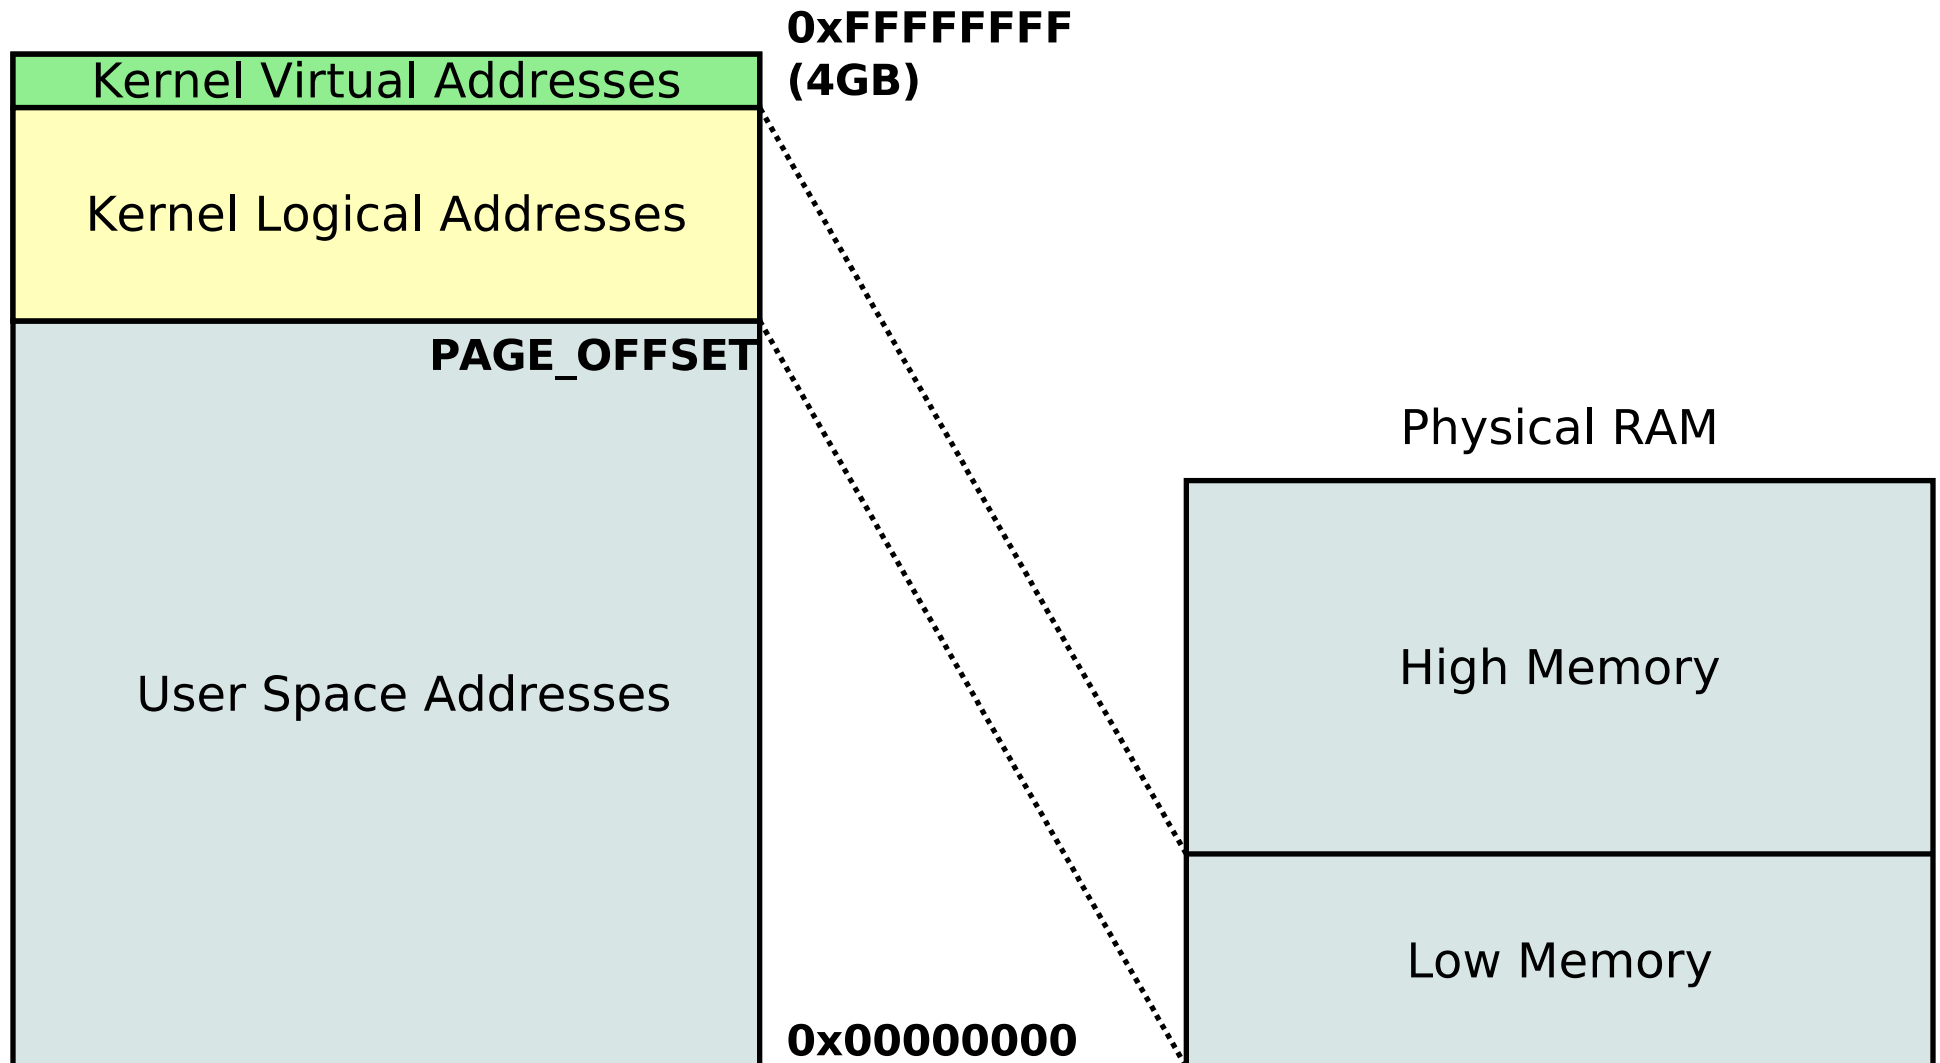 0xFFFFFFFF
(4GB)
Kernel Virtual Addresses
Kernel Logical Addresses
PAGE_OFFSET
User Space Addresses
0x00000000
Physical RAM
High Memory
Low Memory